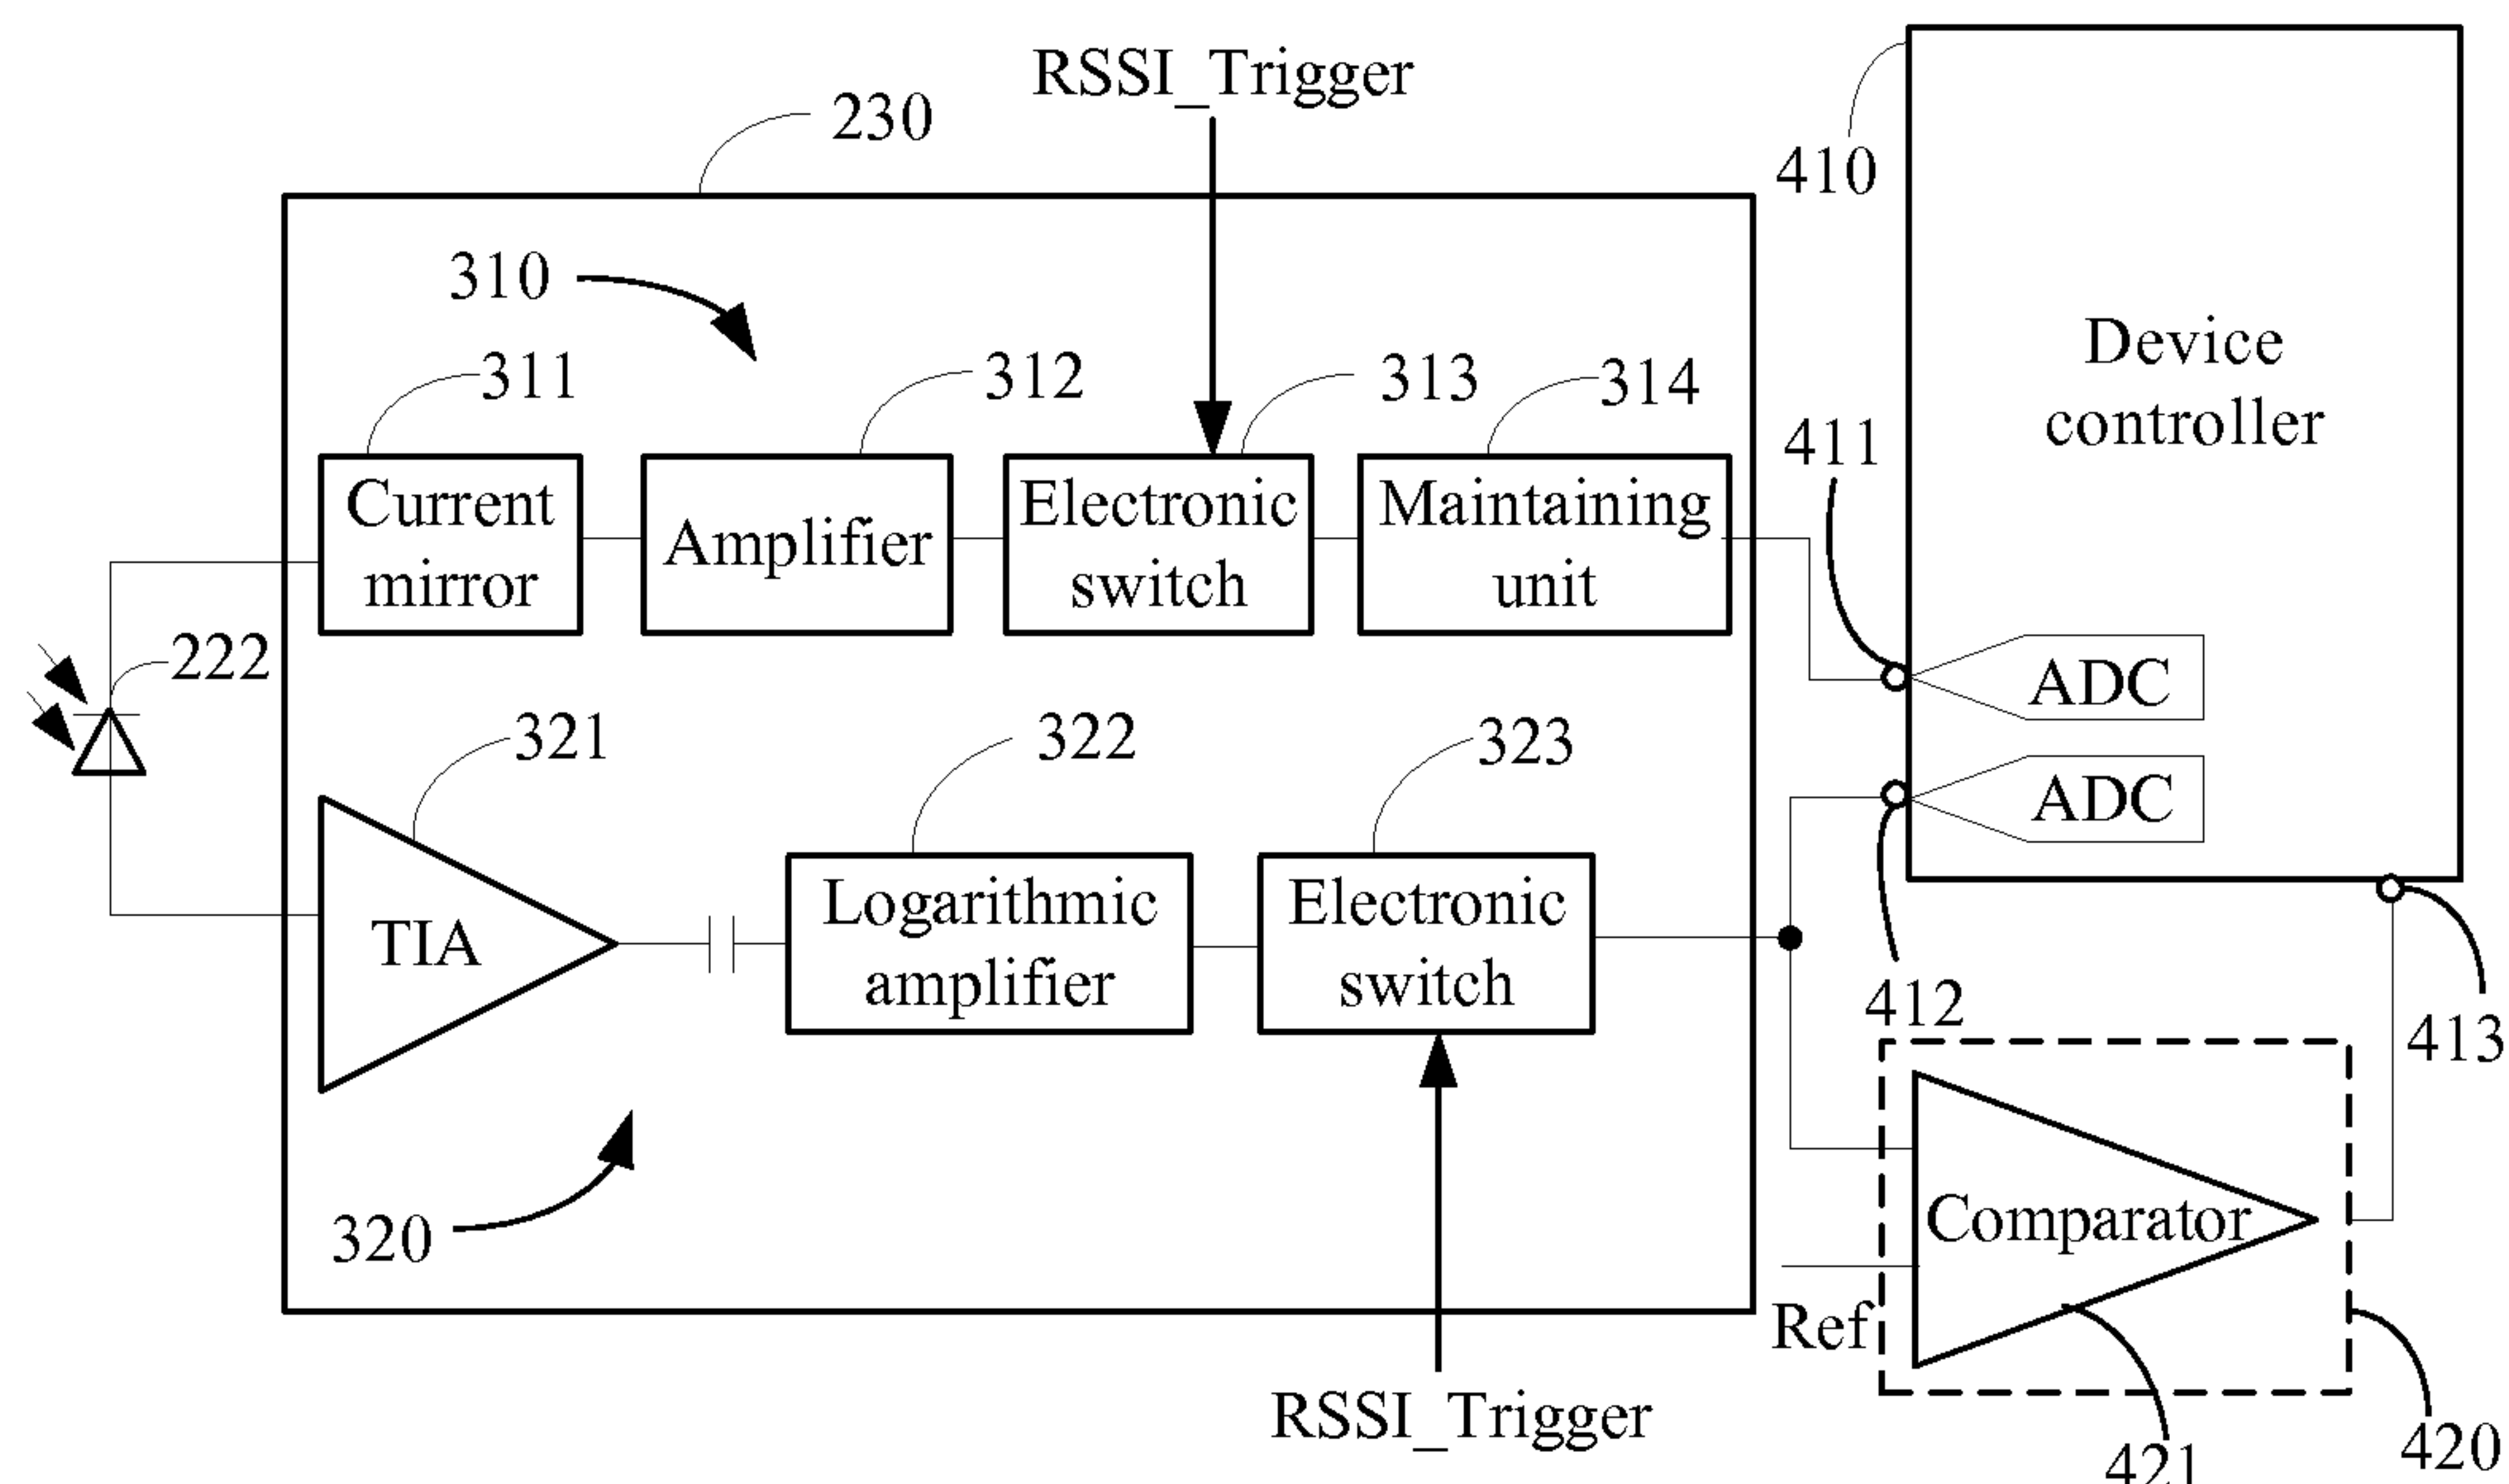 RSSI_Trigger
230
410
310
311
312
313
314
411
Device
controller
Current
mirror
Amplifier
Electronic
switch
Maintaining
unit
222
ADC
ADC
321
322
323
TIA
Logarithmic
amplifier
Electronic
switch
412
413
320
Comparator
Ref
RSSI_Trigger
421
420